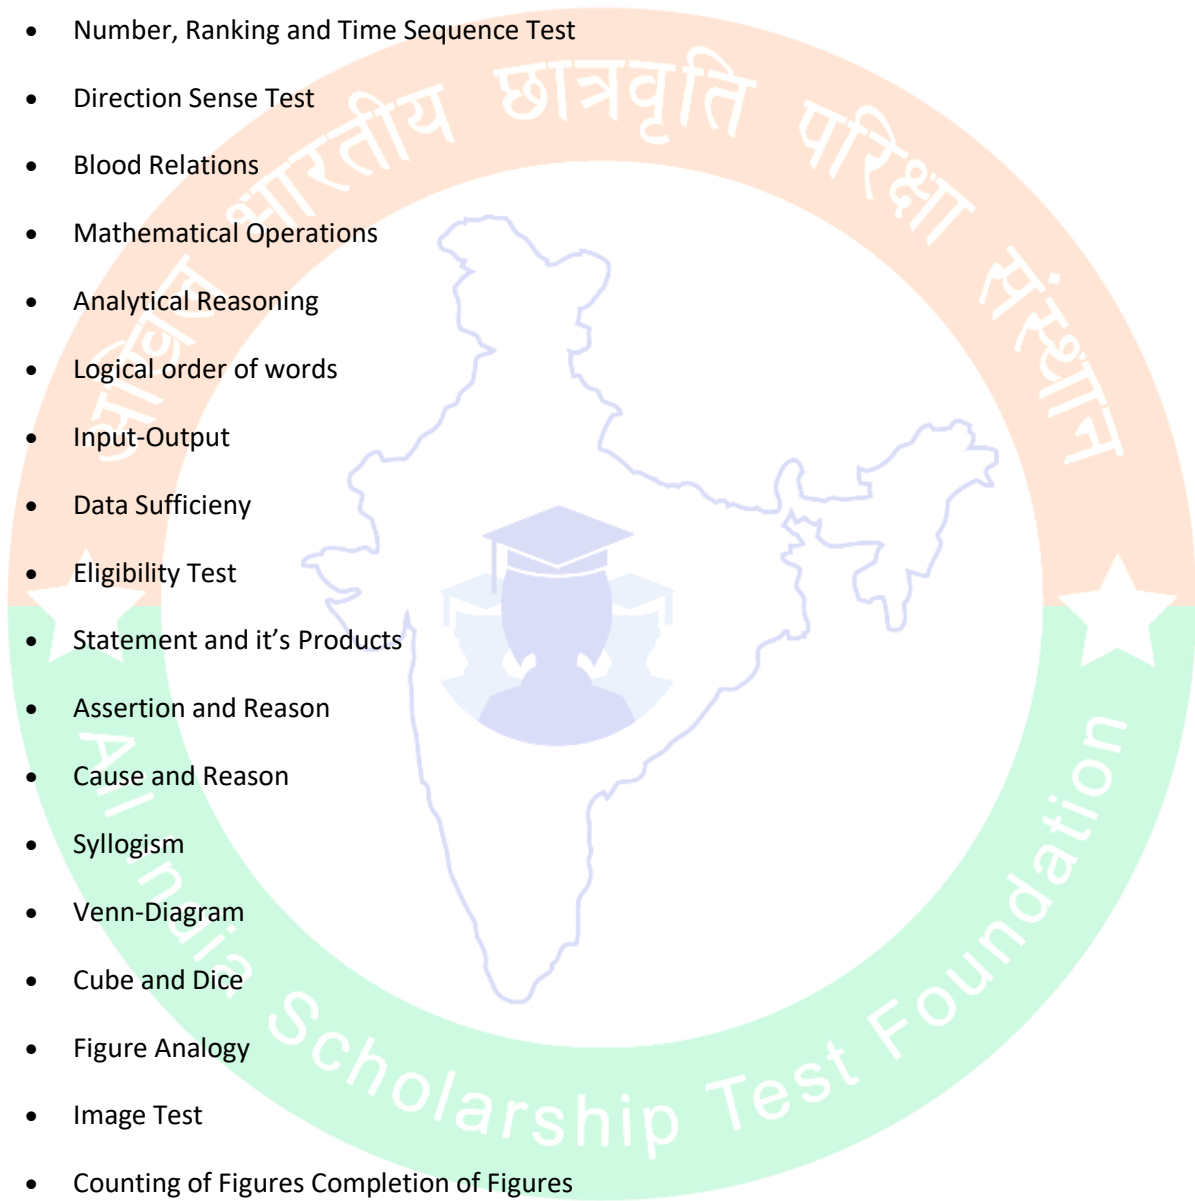 • Number, Ranking and Time Sequence Test
• Direction Sense Test
• Blood Relations
• Mathematical Operations
• Analytical Reasoning
• Logical order of words
• Input-Output
• Data Sufficieny
• Eligibility Test
• Statement and it’s Products
• Assertion and Reason
• Cause and Reason
• Syllogism
• Venn-Diagram
• Cube and Dice
• Figure Analogy
• Image Test
• Counting of Figures Completion of Figures
अखिल भारतीय छात्रवृति परिक्षा संस्थान
All India Scholarship Test Foundation